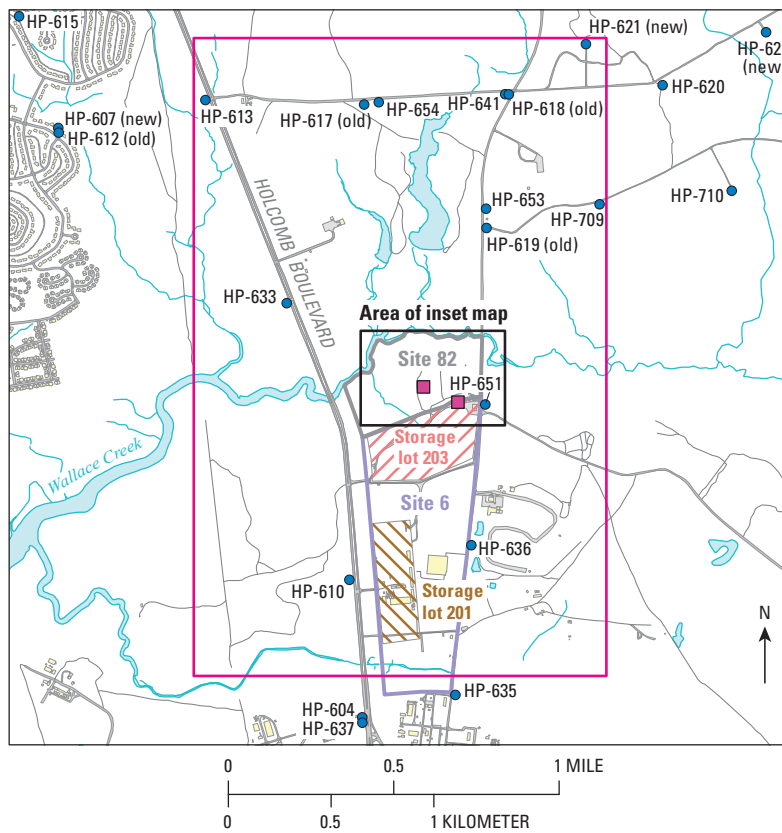 HP-615
HP-621 (new)
HP-62
(new
HP-607 (new)
HP-612 (old)
HP-613
HP-617 (old)
HP-654
HP-641
HP-618 (old)
HP-620
HP-653
HP-619 (old)
HP-709
HP-710
HOLCOMB BOULEVARD
HP-633
Area of inset map
Site 82
HP-651
Storage
lot 203
Wallace Creek
Site 6
HP-636
HP-610
Storage
lot 201
N
HP-635
HP-604
HP-637
0 0.5 1 MILE
0 0.5 1 KILOMETER